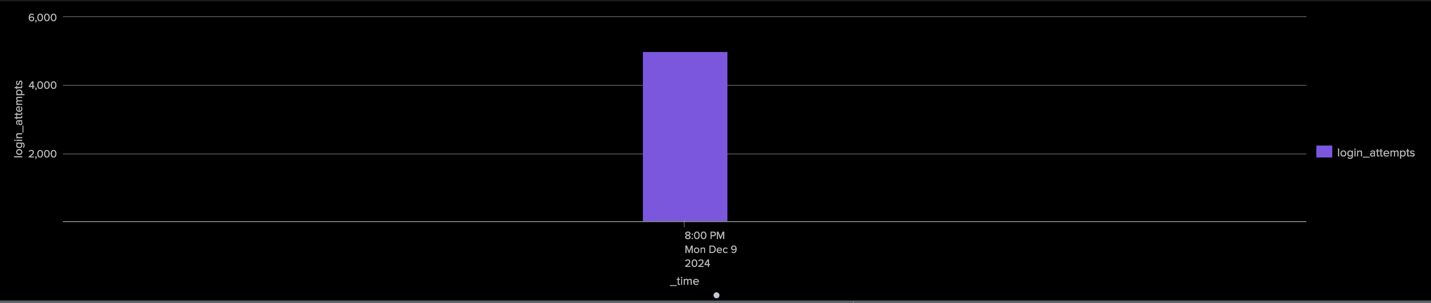 6,000
4,000
2,000
login_attempts
8:00 PM
Mon Dec 9
2024
_time
login_attempts